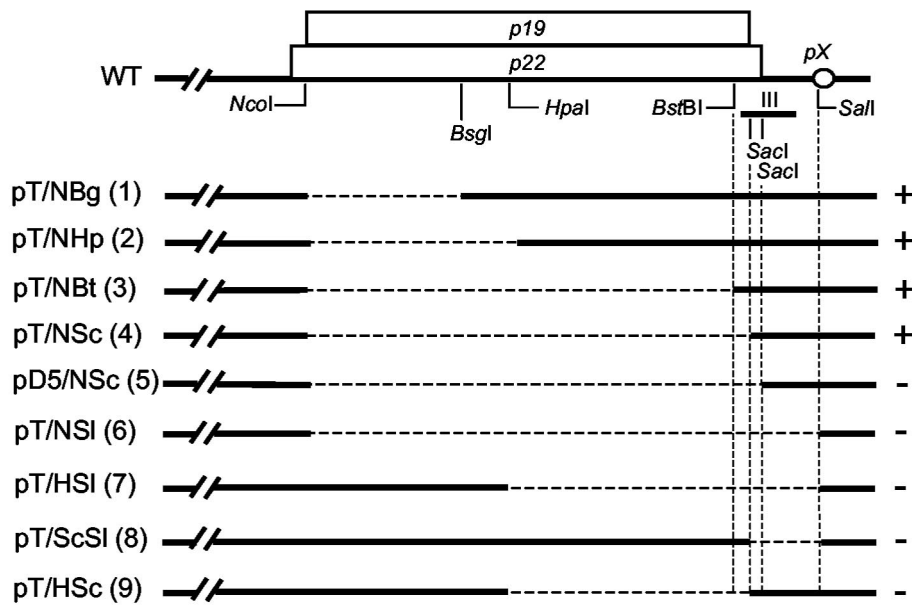 p19
p22
pX
WT
NcoI
BsgI
HpaI
BstBI
III
SalI
SacI
SacI
pT/NBg (1) +
pT/NHp (2) +
pT/NBt (3) +
pT/NSc (4) +
pD5/NSc (5) -
pT/NSl (6) -
pT/HSl (7) -
pT/ScSl (8) -
pT/HSc (9) -